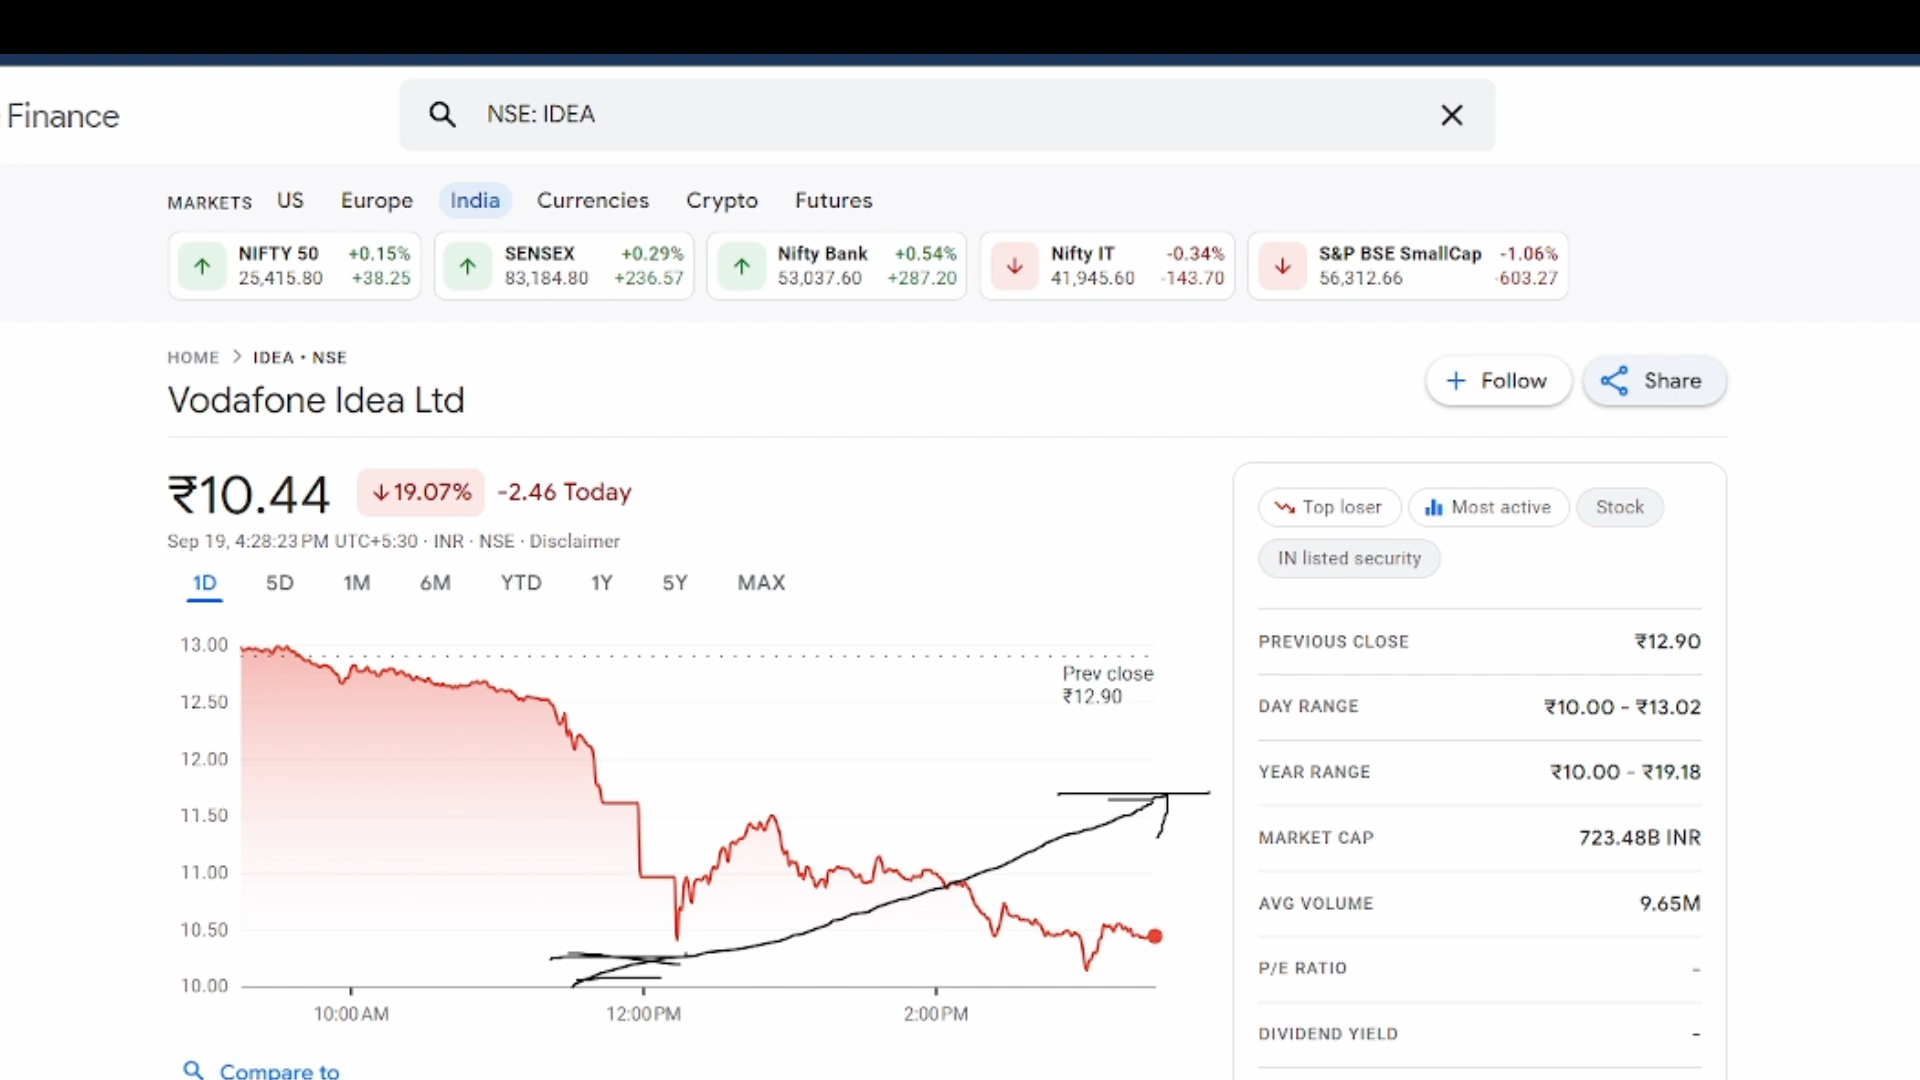 Finance
NSE: IDEA
MARKETS US Europe India Currencies Crypto Futures
NIFTY 50 +0.15% SENSEX +0.29% Nifty Bank +0.54% Nifty IT -0.34% S&P BSE SmallCap -1.06%
25,415.80 +38.25 83,184.80 +236.57 53,037.60 +287.20 41,945.60 -143.70 56,312.66 -603.27
HOME > IDEA • NSE
Vodafone Idea Ltd
Follow Share
₹10.44 ↓19.07% -2.46 Today
Sep 19, 4:28:23 PM UTC+5:30 · INR · NSE · Disclaimer
1D 5D 1M 6M YTD 1Y 5Y MAX
13.00
12.50
12.00
11.50
11.00
10.50
10.00
Prev close
₹12.90
10:00 AM 12:00 PM 2:00 PM
Compare to
Top loser Most active Stock
IN listed security
PREVIOUS CLOSE ₹12.90
DAY RANGE ₹10.00 - ₹13.02
YEAR RANGE ₹10.00 - ₹19.18
MARKET CAP 723.48B INR
AVG VOLUME 9.65M
P/E RATIO -
DIVIDEND YIELD -